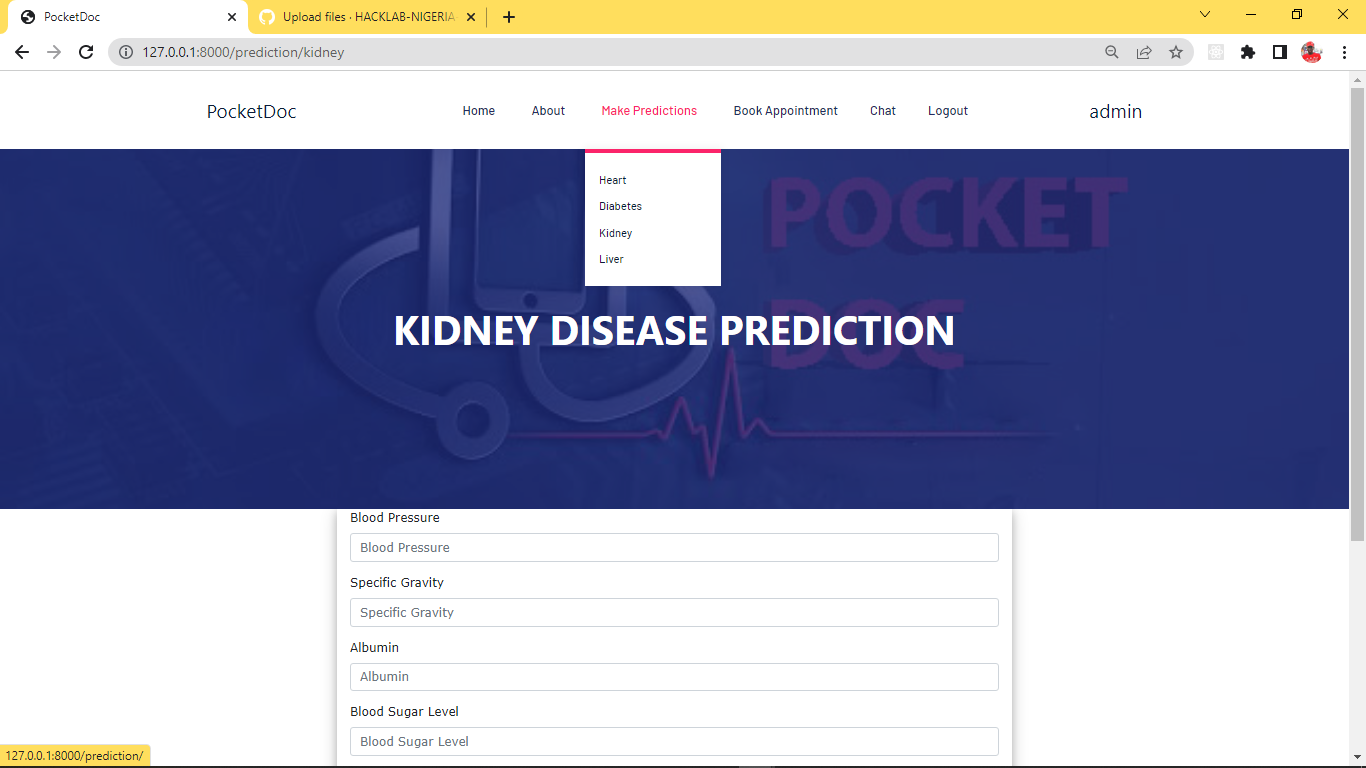 PocketDoc
Upload files · HACKLAB-NIGERIA
127.0.0.1:8000/prediction/kidney
PocketDoc
Home
About
Make Predictions
Book Appointment
Chat
Logout
admin
Heart
Diabetes
Kidney
Liver
POCKET
DOC
KIDNEY DISEASE PREDICTION
Blood Pressure
Blood Pressure
Specific Gravity
Specific Gravity
Albumin
Albumin
Blood Sugar Level
Blood Sugar Level
127.0.0.1:8000/prediction/